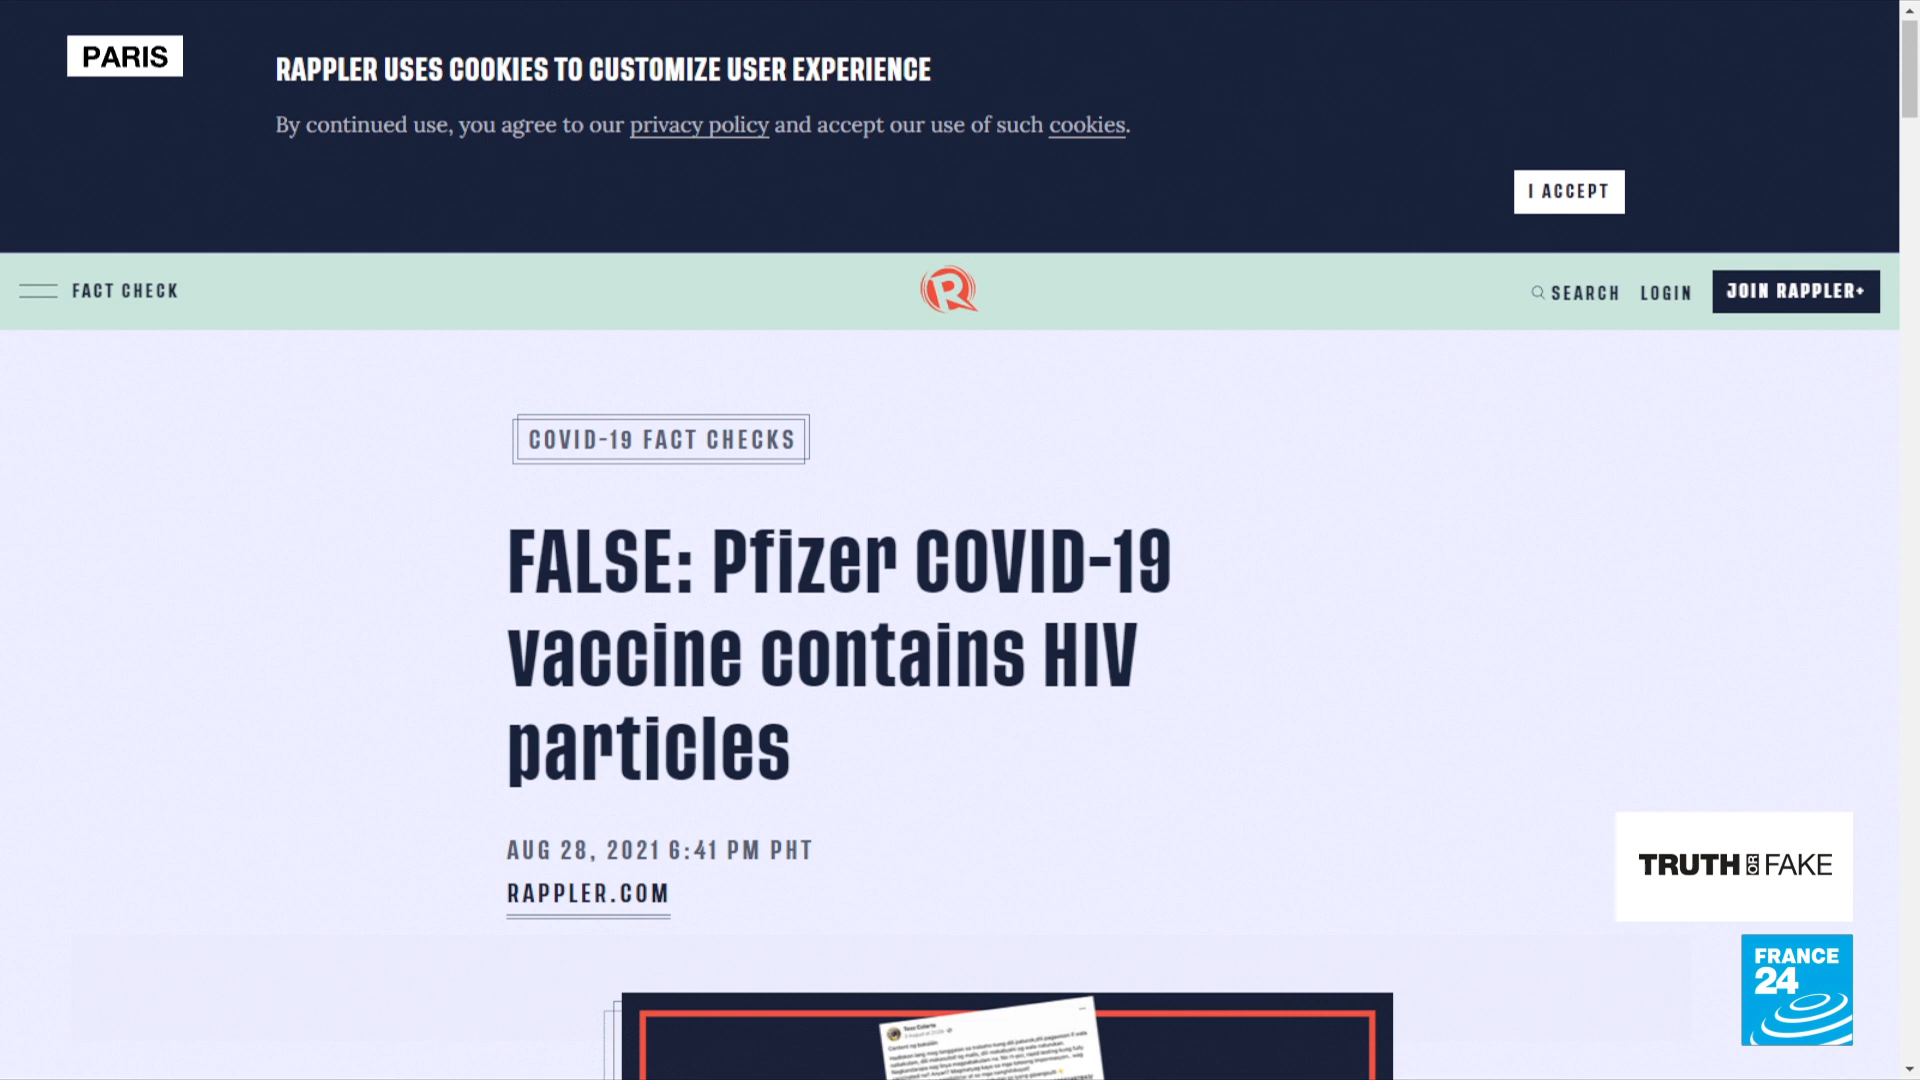 PARIS
RAPPLER USES COOKIES TO CUSTOMIZE USER EXPERIENCE
By continued use, you agree to our privacy policy and accept our use of such cookies.
I ACCEPT
FACT CHECK
R
SEARCH
LOGIN
JOIN RAPPLER+
COVID-19 FACT CHECKS
FALSE: Pfizer COVID-19
vaccine contains HIV
particles
AUG 28, 2021 6:41 PM PHT
RAPPLER.COM
TRUTH OR FAKE
FRANCE
24